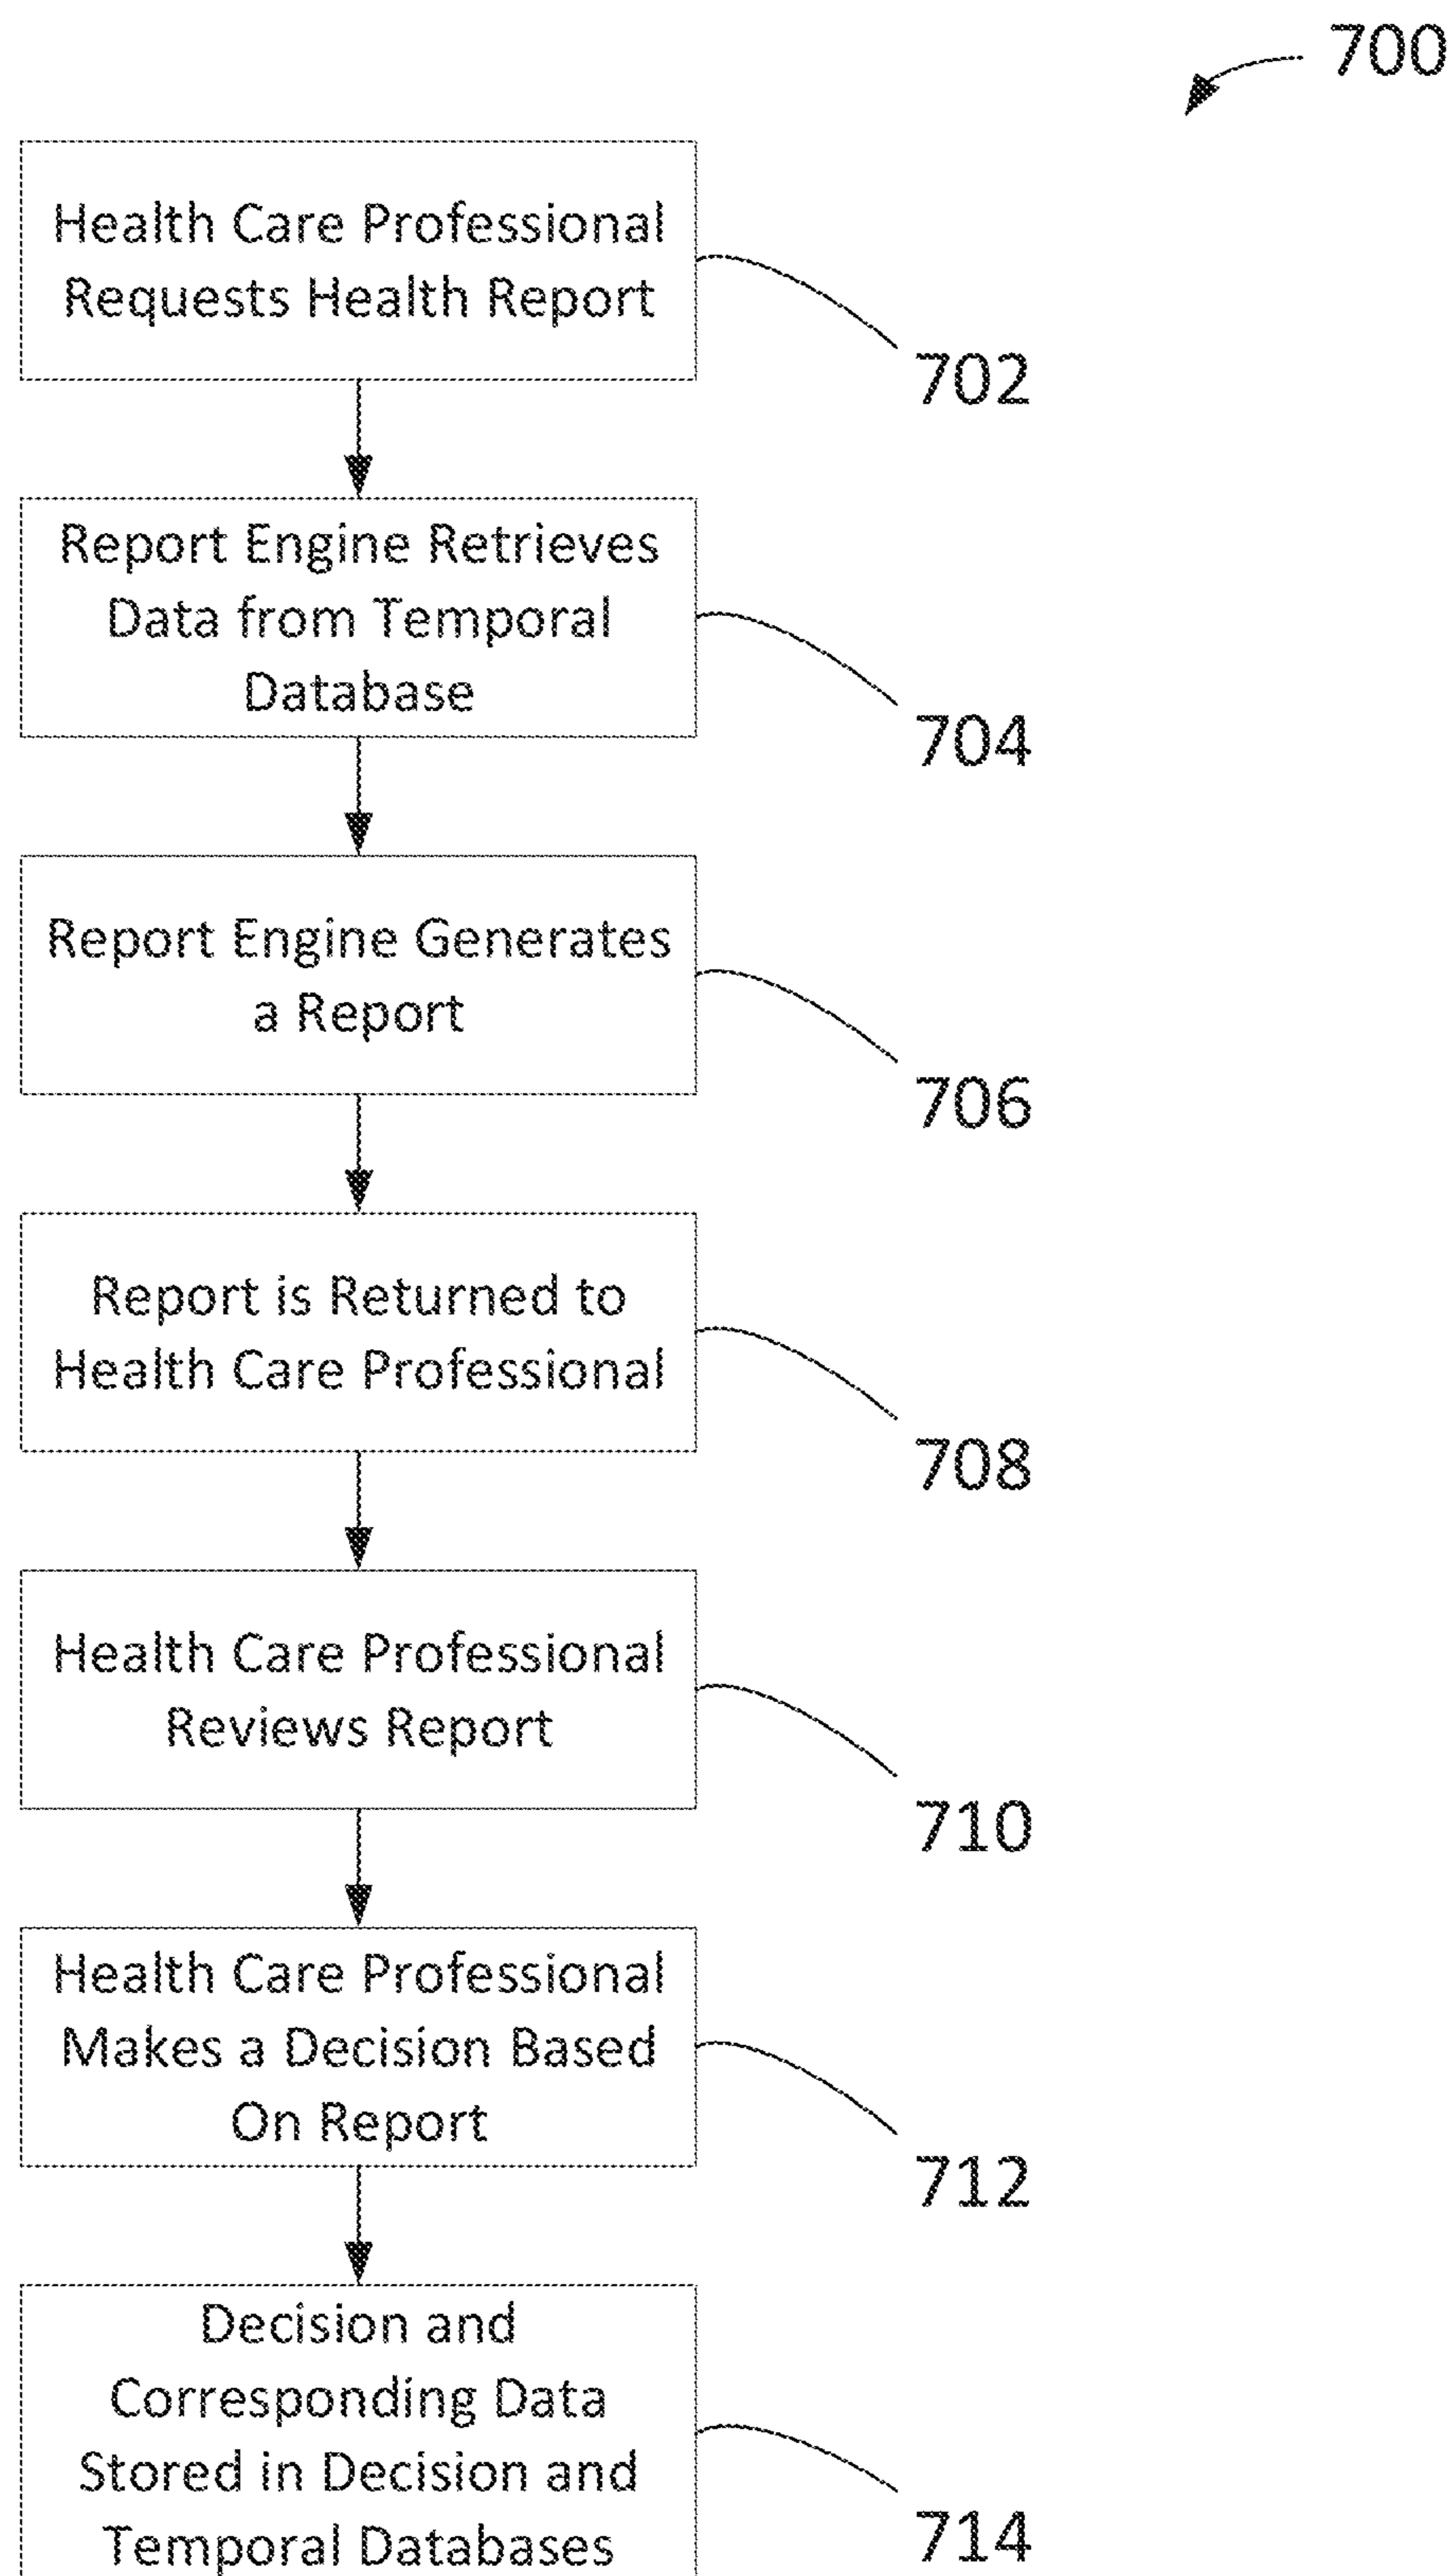 700
Health Care Professional
Requests Health Report
702
Report Engine Retrieves
Data from Temporal
Database
704
Report Engine Generates
a Report
706
Report is Returned to
Health Care Professional
708
Health Care Professional
Reviews Report
710
Health Care Professional
Makes a Decision Based
On Report
712
Decision and
Corresponding Data
Stored in Decision and
Temporal Databases
714